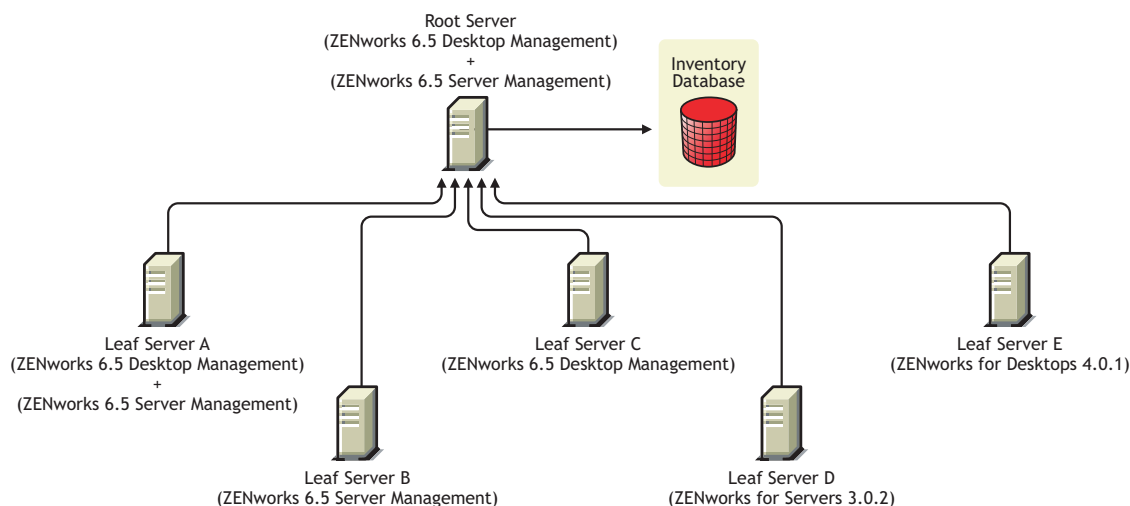 Root Server
(ZENworks 6.5 Desktop Management)
+
(ZENworks 6.5 Server Management)
Inventory
Database
Leaf Server A
(ZENworks 6.5 Desktop Management)
+
(ZENworks 6.5 Server Management)
Leaf Server C
(ZENworks 6.5 Desktop Management)
Leaf Server E
(ZENworks for Desktops 4.0.1)
Leaf Server B
(ZENworks 6.5 Server Management)
Leaf Server D
(ZENworks for Servers 3.0.2)